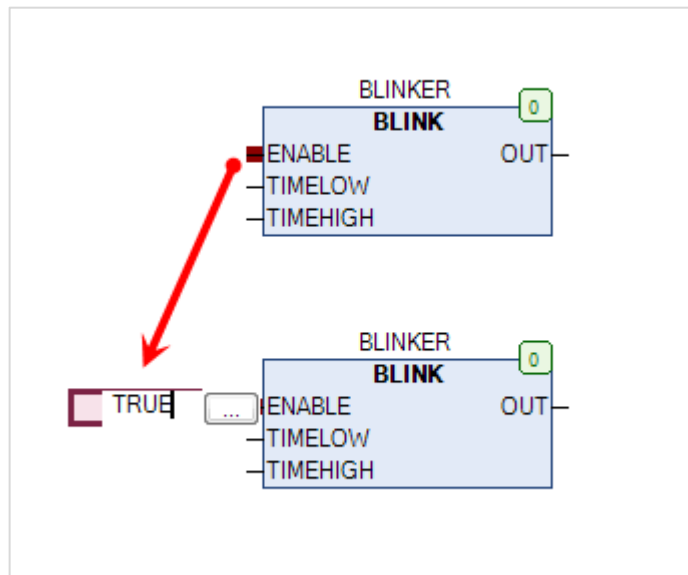 BLINKER
0
BLINK
ENABLE OUT
TIMELOW
TIMEHIGH
BLINKER
0
BLINK
TRUE ... ENABLE OUT
TIMELOW
TIMEHIGH